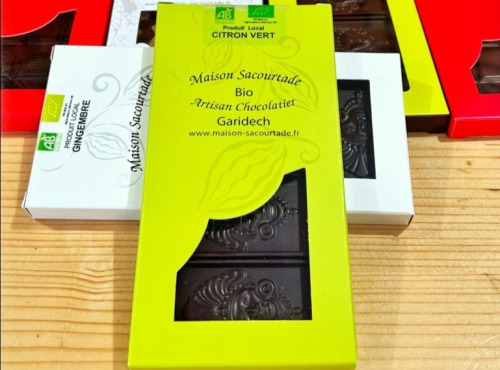 AB
Produit Local
CITRON VERT
Maison Sacourtade
Bio
Artisan Chocolatier
Garidech
www.maison-sacourtade.fr
AB
PRODUIT LOCAL
GINGEMBRE
Maison Sacourtade